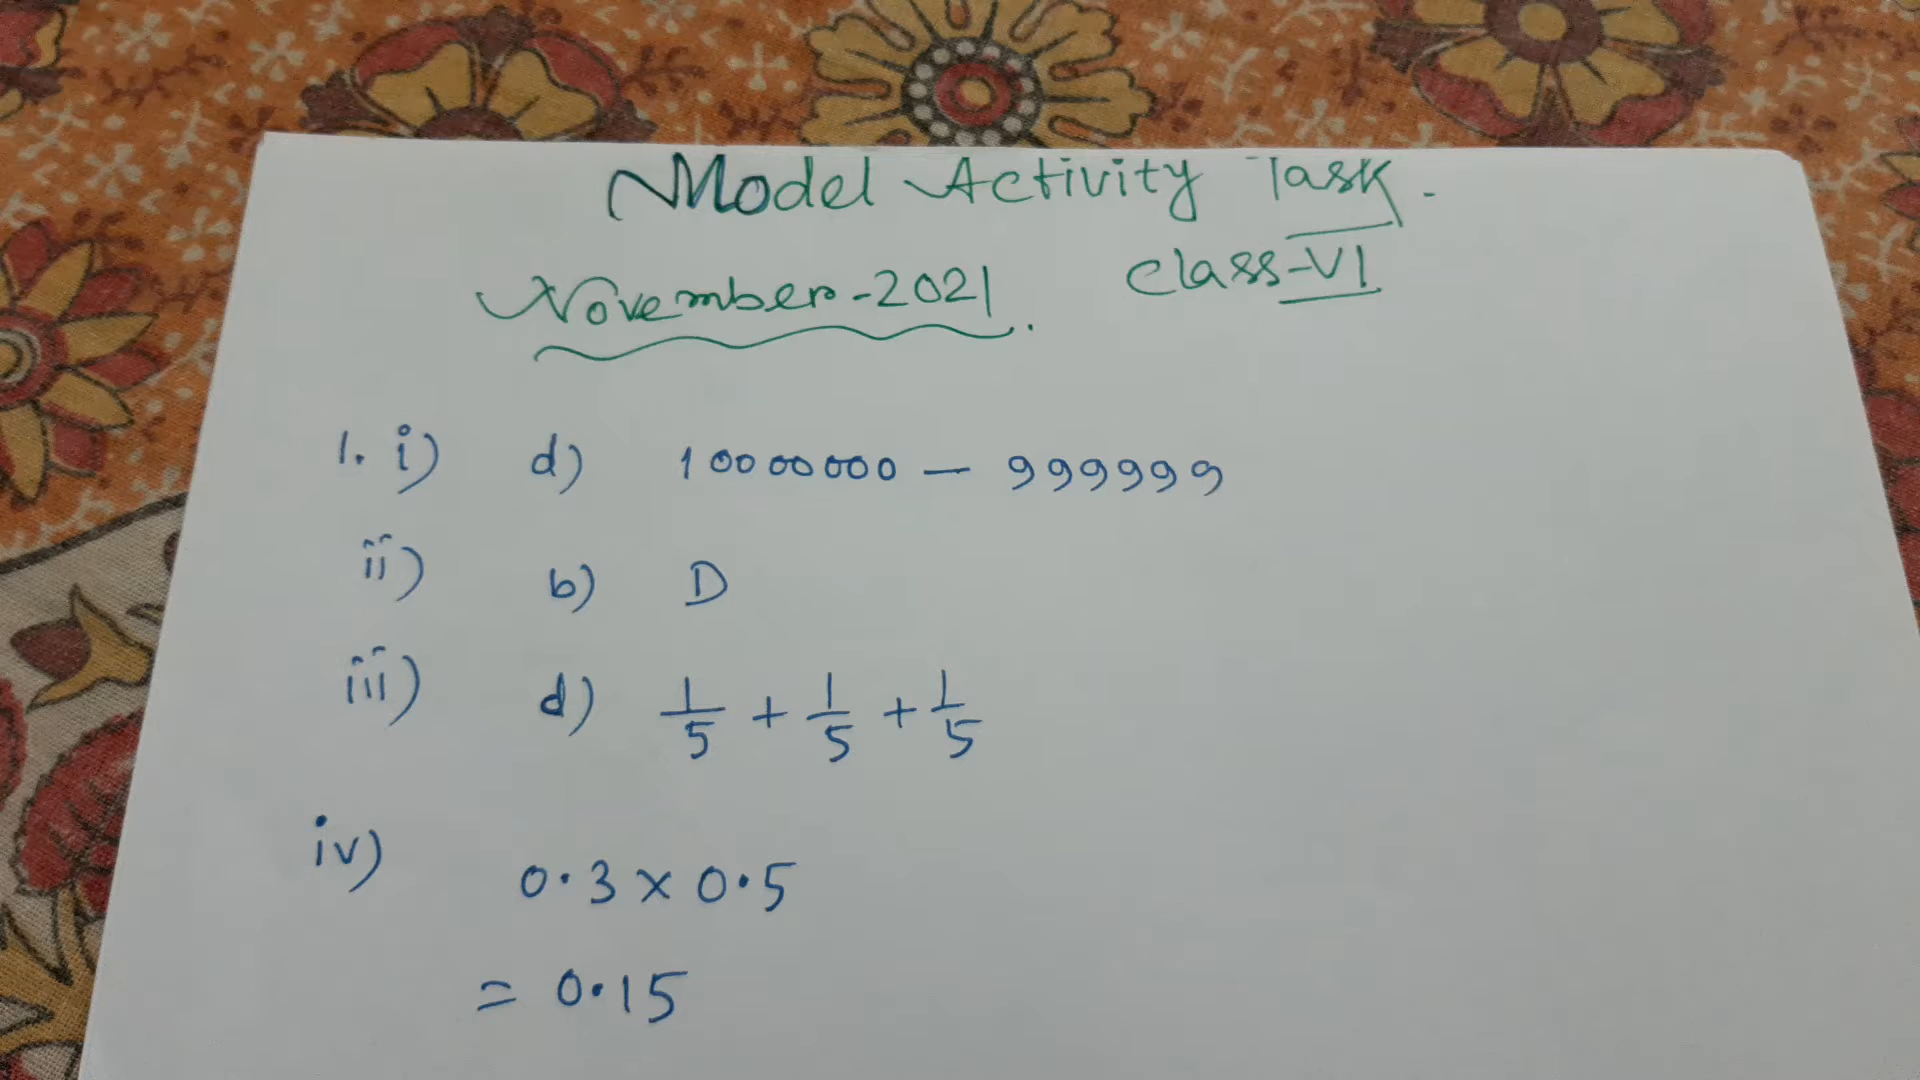 Model Activity Task.
November-2021. Class-VI
1. i) d) 10000000 — 999999
ii) b) D
iii) d) 1/5 + 1/5 + 1/5
iv) 0.3 × 0.5
= 0.15